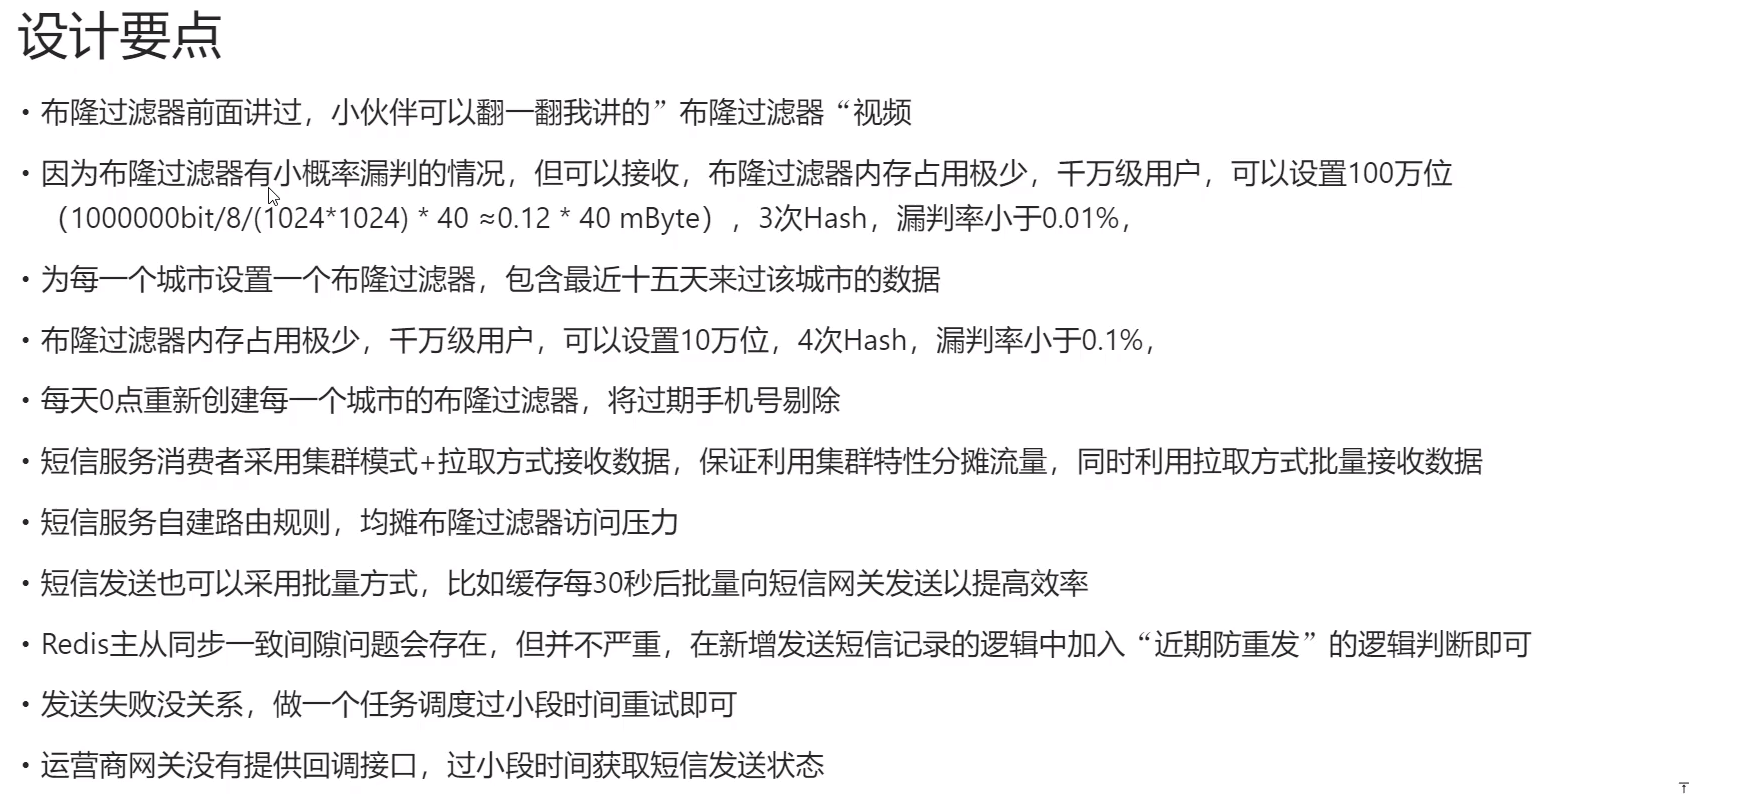 设计要点
• 布隆过滤器前面讲过，小伙伴可以翻一翻我讲的”布隆过滤器“视频
• 因为布隆过滤器有小概率漏判的情况，但可以接收，布隆过滤器内存占用极少，千万级用户，可以设置100万位
（1000000bit/8/(1024*1024) * 40 ≈0.12 * 40 mByte），3次Hash，漏判率小于0.01%，
• 为每一个城市设置一个布隆过滤器，包含最近十五天来过该城市的数据
• 布隆过滤器内存占用极少，千万级用户，可以设置10万位，4次Hash，漏判率小于0.1%，
• 每天0点重新创建每一个城市的布隆过滤器，将过期手机号剔除
• 短信服务消费者采用集群模式+拉取方式接收数据，保证利用集群特性分摊流量，同时利用拉取方式批量接收数据
• 短信服务自建路由规则，均摊布隆过滤器访问压力
• 短信发送也可以采用批量方式，比如缓存每30秒后批量向短信网关发送以提高效率
• Redis主从同步一致间隙问题会存在，但并不严重，在新增发送短信记录的逻辑中加入“近期防重发”的逻辑判断即可
• 发送失败没关系，做一个任务调度过小段时间重试即可
• 运营商网关没有提供回调接口，过小段时间获取短信发送状态